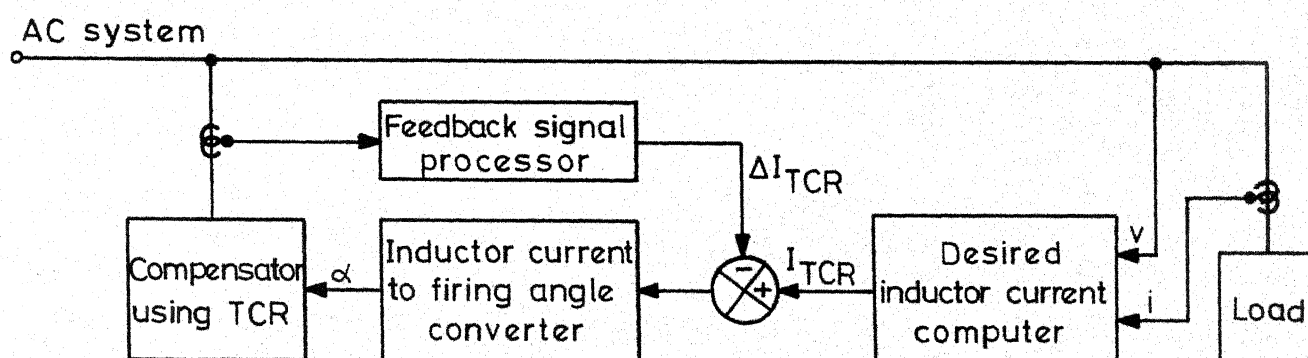 AC system
Feedback signal
processor
ΔI_TCR
Compensator
using TCR
α
Inductor current
to firing angle
converter
-
+
I_TCR
Desired
inductor current
computer
v
i
Load